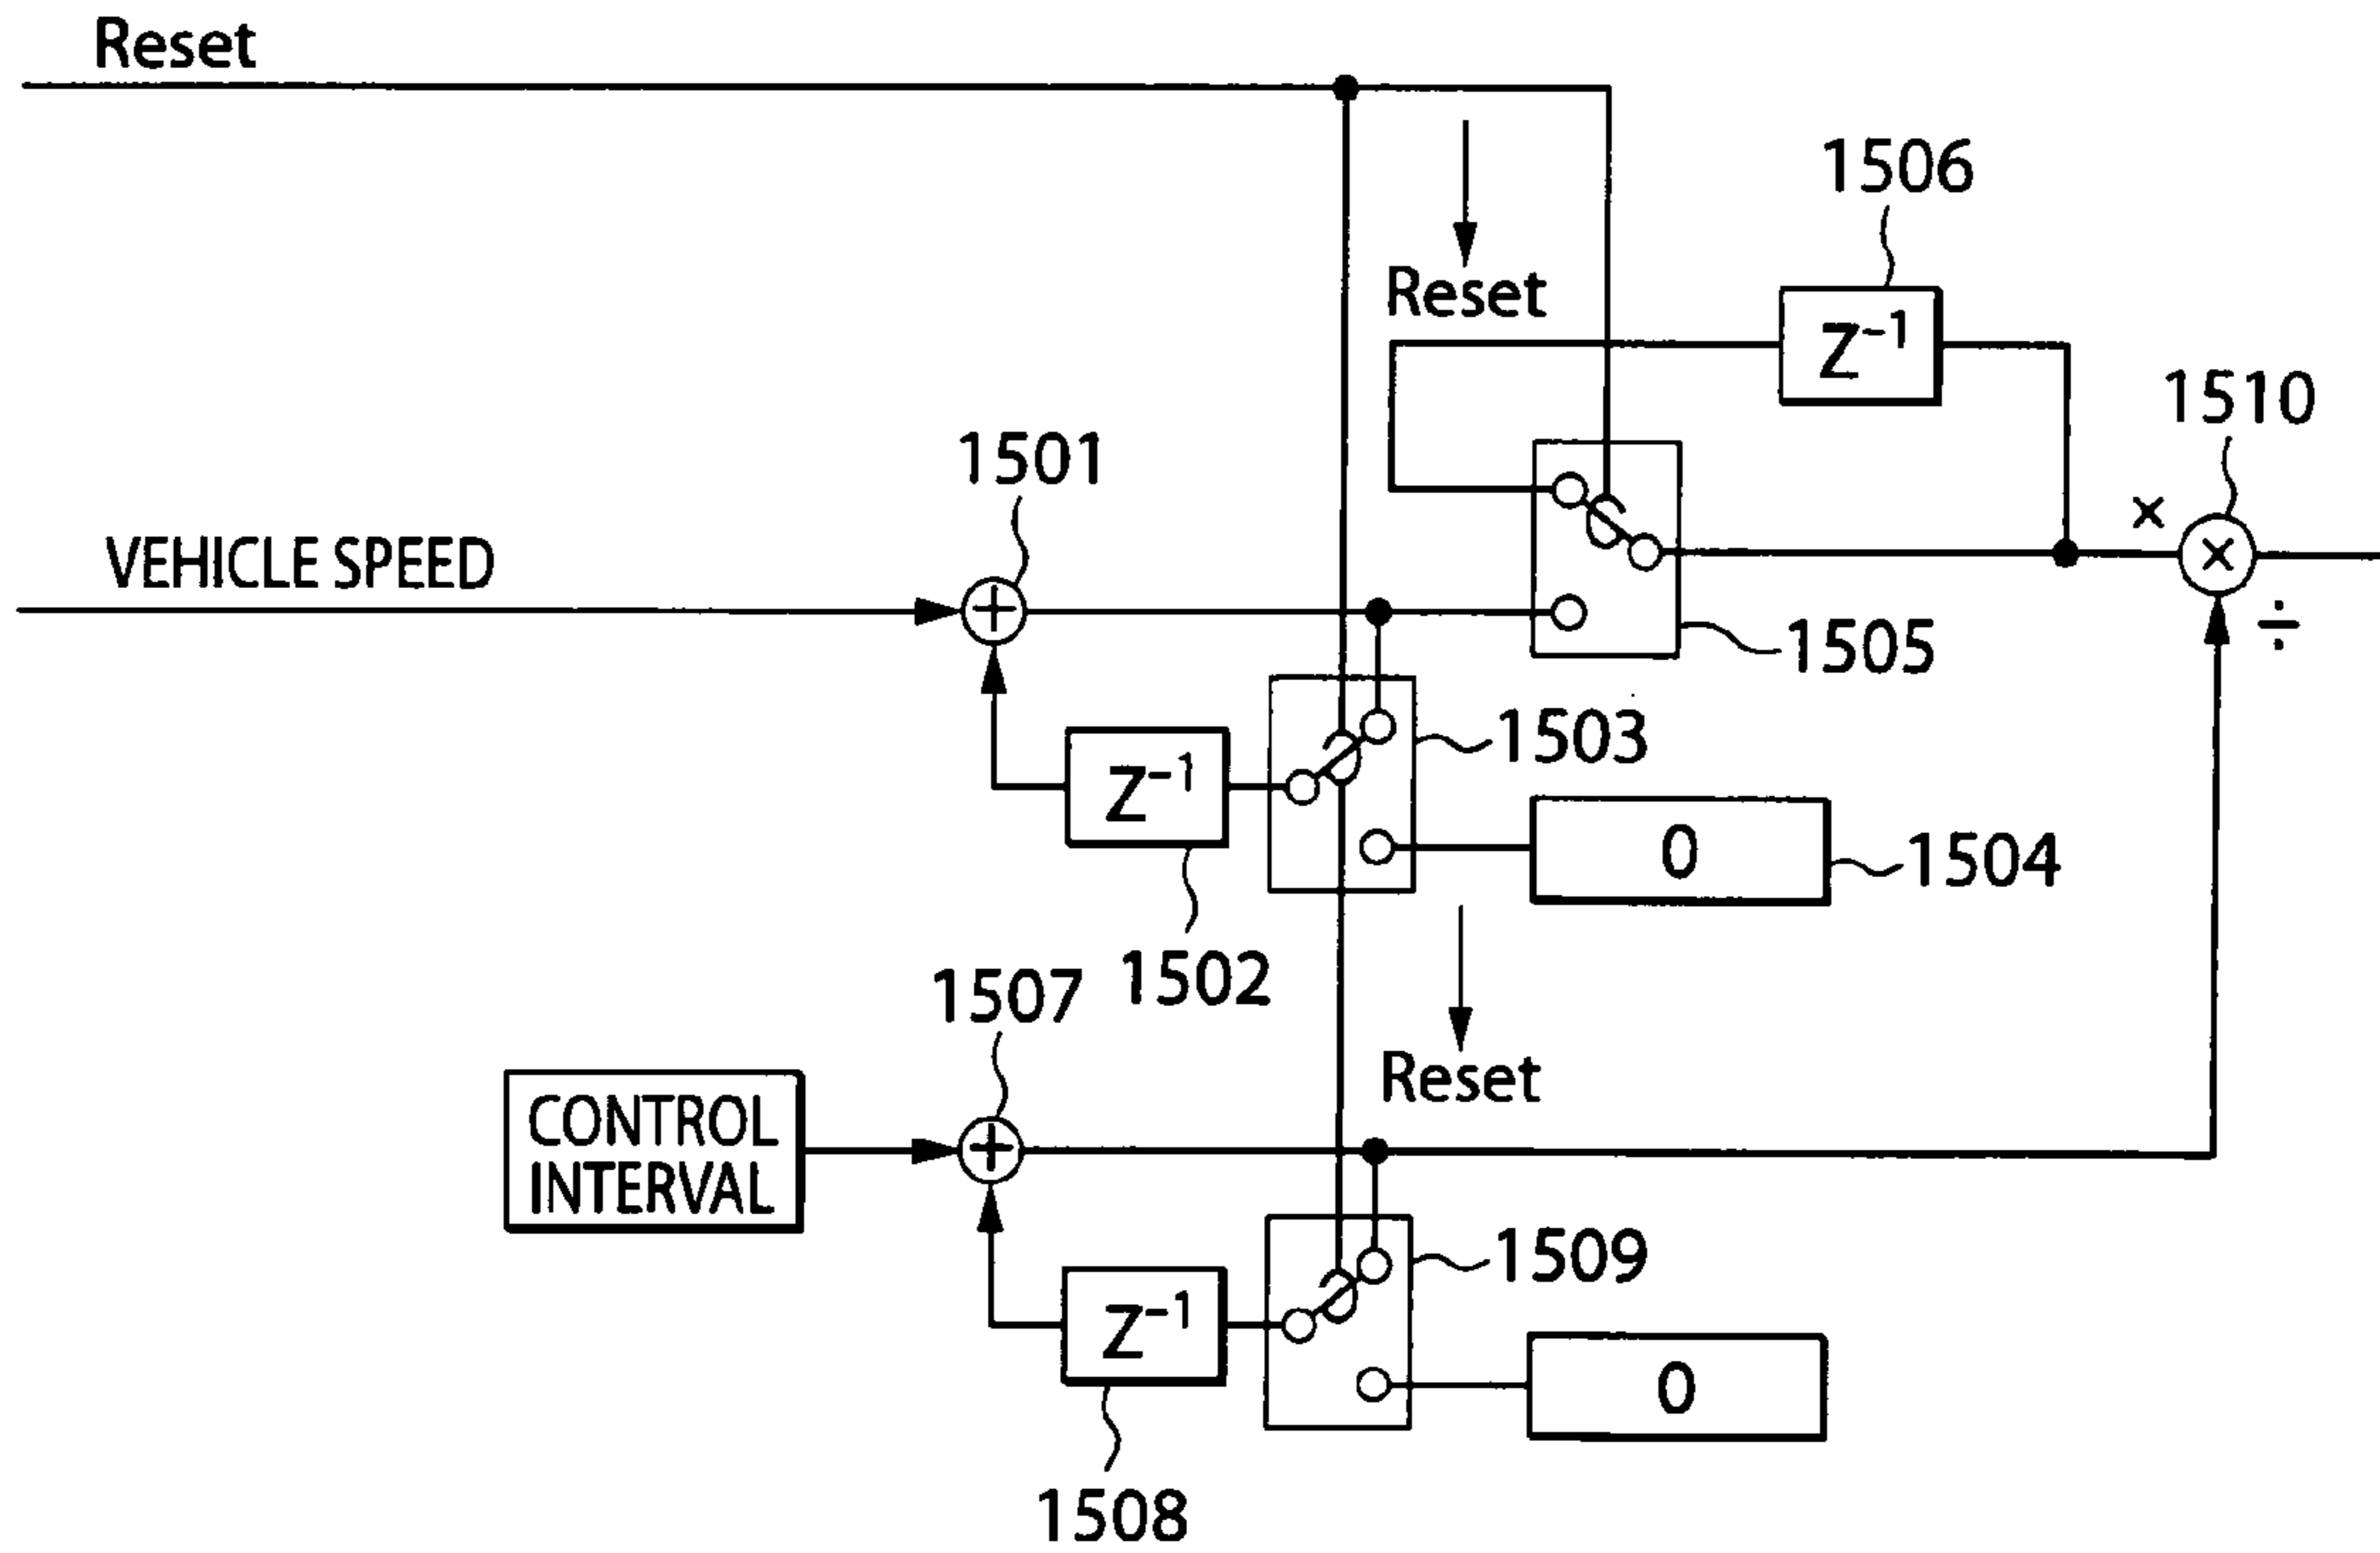 Reset
1506
Reset
Z⁻¹
1510
1501
×
×
VEHICLE SPEED
+
÷
1505
1503
Z⁻¹
0
1504
1502
1507
Reset
CONTROL
INTERVAL
+
1509
Z⁻¹
0
1508